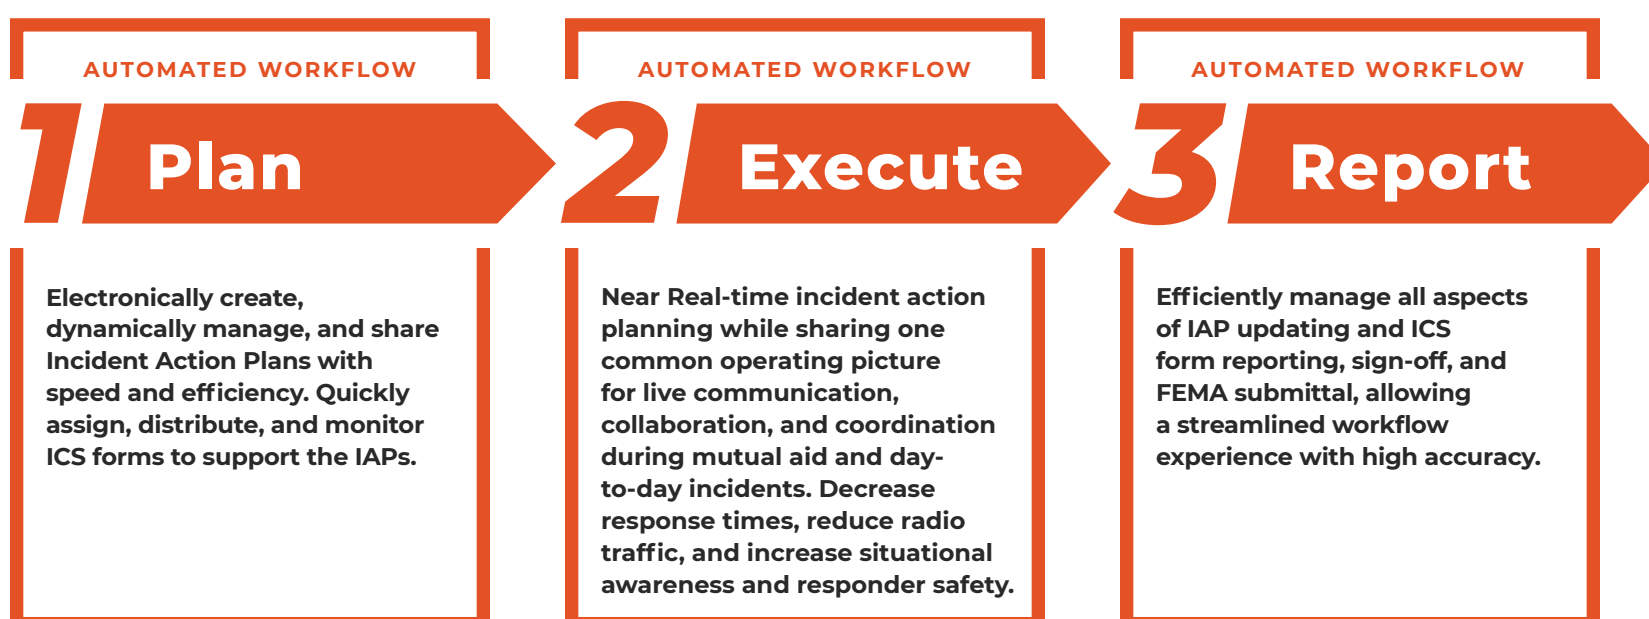 AUTOMATED WORKFLOW
1 Plan
Electronically create,
dynamically manage, and share
Incident Action Plans with
speed and efficiency. Quickly
assign, distribute, and monitor
ICS forms to support the IAPs.
AUTOMATED WORKFLOW
2 Execute
Near Real-time incident action
planning while sharing one
common operating picture
for live communication,
collaboration, and coordination
during mutual aid and day-
to-day incidents. Decrease
response times, reduce radio
traffic, and increase situational
awareness and responder safety.
AUTOMATED WORKFLOW
3 Report
Efficiently manage all aspects
of IAP updating and ICS
form reporting, sign-off, and
FEMA submittal, allowing
a streamlined workflow
experience with high accuracy.